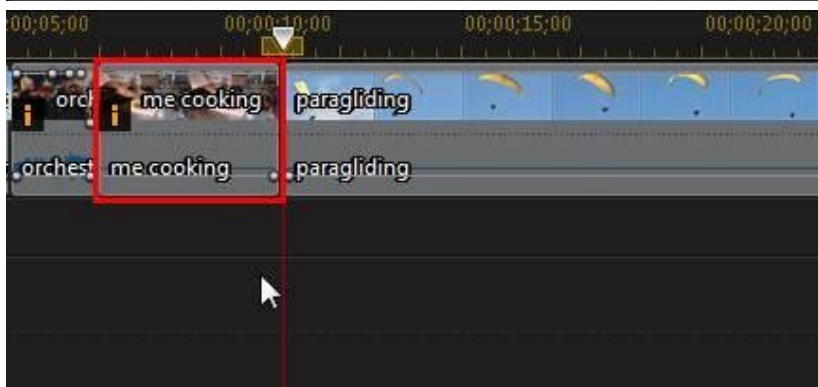 :00;05;00 00;00;10;00 00;00;15;00 00;00;20;00
i orch i me cooking paragliding
orchest me cooking paragliding